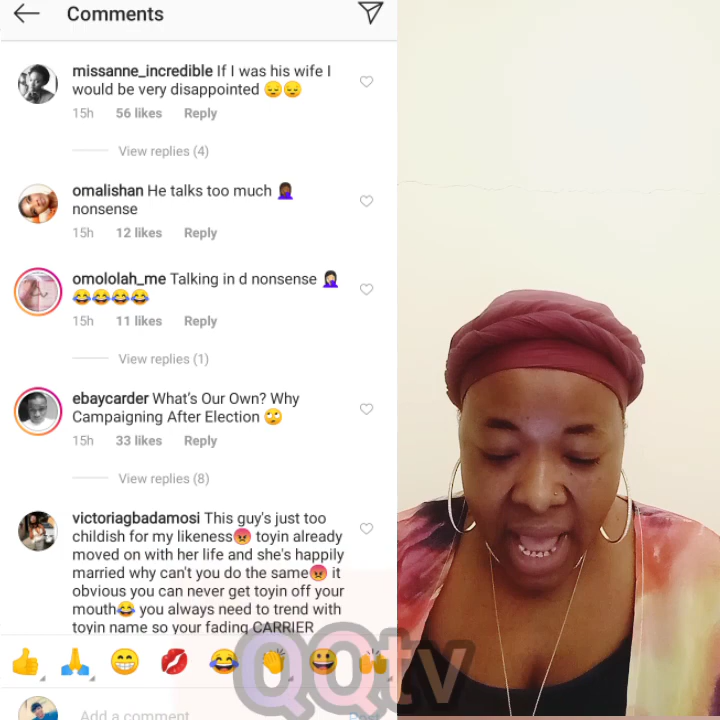 Comments
missanne_incredible If I was his wife I
would be very disappointed 😔😔
15h 56 likes Reply
View replies (4)
omalishan He talks too much 🤦🏾‍♀️
nonsense
15h 12 likes Reply
omololah_me Talking in d nonsense 🤦🏻‍♀️
😂😂😂😂
15h 11 likes Reply
View replies (1)
ebaycarder What's Our Own? Why
Campaigning After Election 🙄
15h 33 likes Reply
View replies (8)
victoriagbadamosi This guy's just too
childish for my likeness😡 toyin already
moved on with her life and she's happily
married why can't you do the same😡 it
obvious you can never get toyin off your
mouth😂 you always need to trend with
toyin name so your fading CARRIER
QQtv
Add a comment
Post